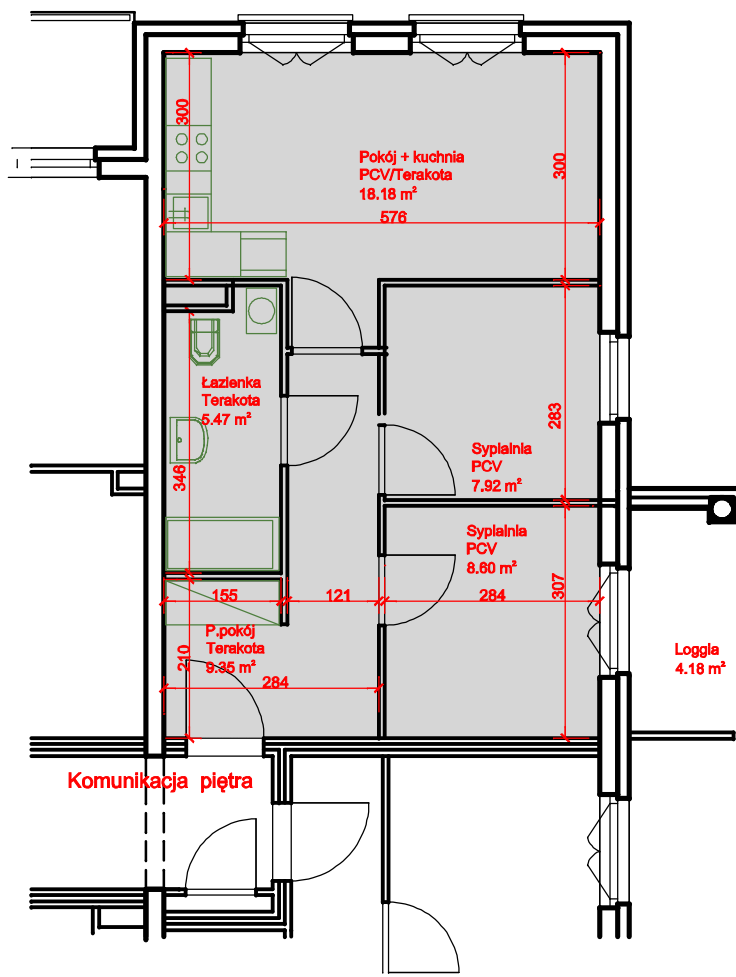 300
Pokój + kuchnia
PCV/Terakota
18.18 m²
300
576
Łazienka
Terakota
5.47 m²
346
283
Sypialnia
PCV
7.92 m²
Sypialnia
PCV
8.60 m²
307
155
121
284
P.pokój
Terakota
9.35 m²
210
284
Loggia
4.18 m²
Komunikacja piętra